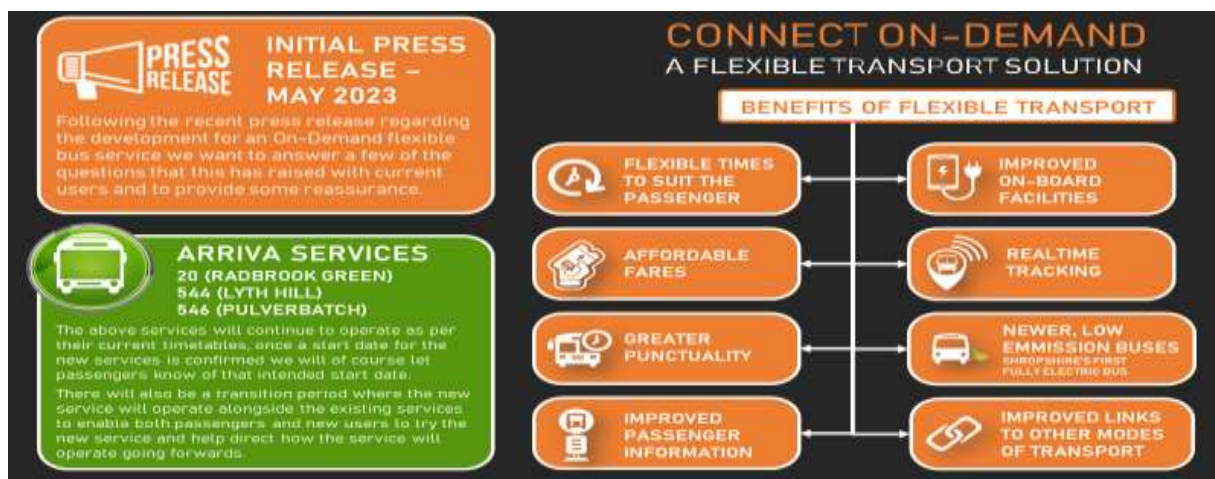 PRESS
RELEASE
INITIAL PRESS
RELEASE –
MAY 2023
Following the recent press release regarding
the development for an On-Demand flexible
bus service we want to answer a few of the
questions that this has raised with current
users and to provide some reassurance.
ARRIVA SERVICES
20 (RADBROOK GREEN)
544 (LYTH HILL)
546 (PULVERBATCH)
The above services will continue to operate as per
their current timetables, once a start date for the
new services is confirmed we will of course let
passengers know of that intended start date.
There will also be a transition period where the new
service will operate alongside the existing services
to enable both passengers and new users to try the
new service and help direct how the service will
operate going forwards.
CONNECT ON-DEMAND
A FLEXIBLE TRANSPORT SOLUTION
BENEFITS OF FLEXIBLE TRANSPORT
FLEXIBLE TIMES
TO SUIT THE
PASSENGER
IMPROVED
ON-BOARD
FACILITIES
AFFORDABLE
FARES
REALTIME
TRACKING
GREATER
PUNCTUALITY
NEWER, LOW
EMMISSION BUSES
SHROPSHIRE'S FIRST
FULLY ELECTRIC BUS
IMPROVED
PASSENGER
INFORMATION
IMPROVED LINKS
TO OTHER MODES
OF TRANSPORT